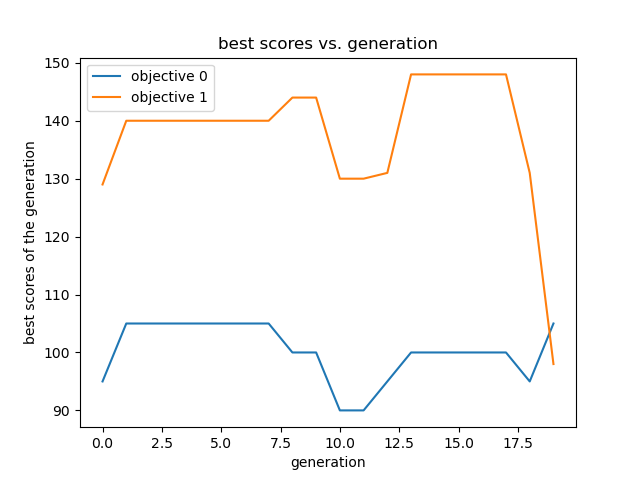 best scores vs. generation
objective 0
objective 1
best scores of the generation
150
140
130
120
110
100
90
0.0 2.5 5.0 7.5 10.0 12.5 15.0 17.5
generation